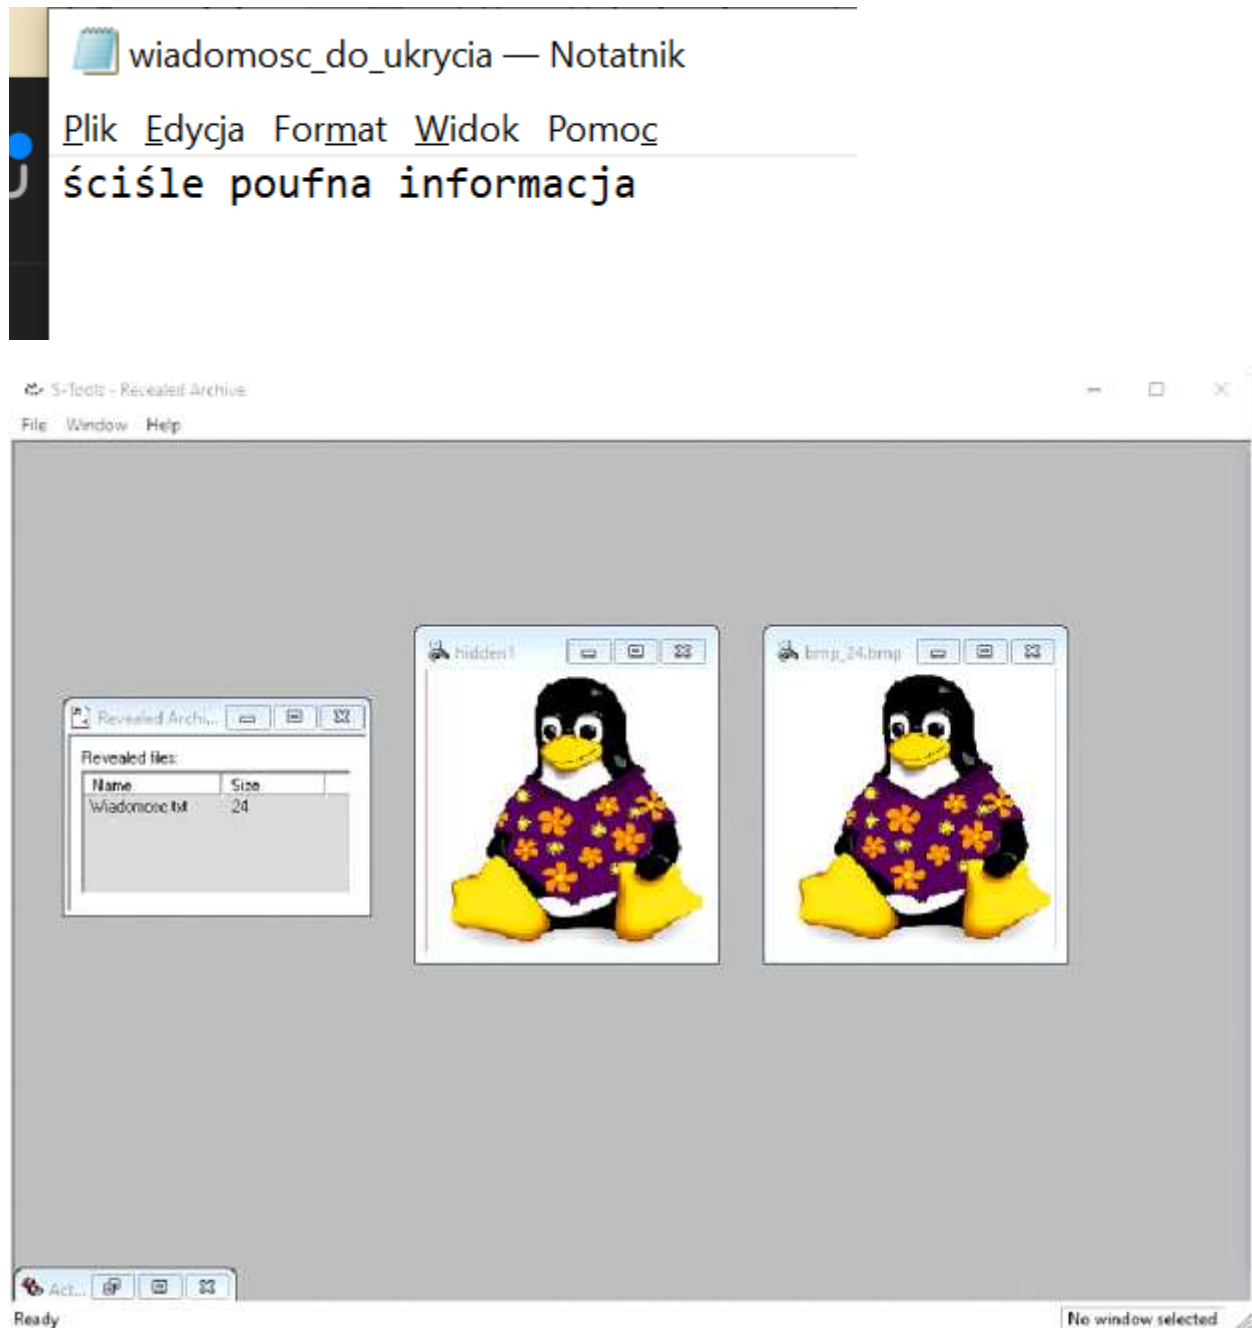 wiadomosc_do_ukrycia — Notatnik
Plik Edycja Format Widok Pomoc
ściśle poufna informacja
S-Tools - Revealed Archive
File Window Help
hidden1
bmp_24.bmp
Revealed Archi...
Revealed files:
Name Size
Wiadomosc.txt 24
Act...
Ready
No window selected